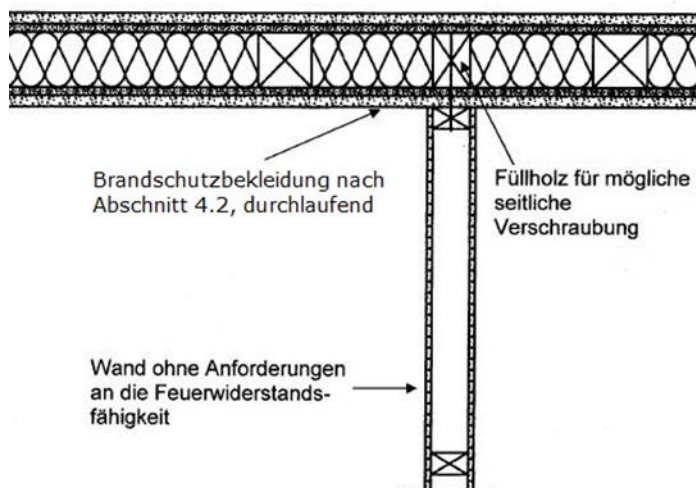 Brandschutzbekleidung nach
Abschnitt 4.2, durchlaufend
Füllholz für mögliche
seitliche
Verschraubung
Wand ohne Anforderungen
an die Feuerwiderstands-
fähigkeit